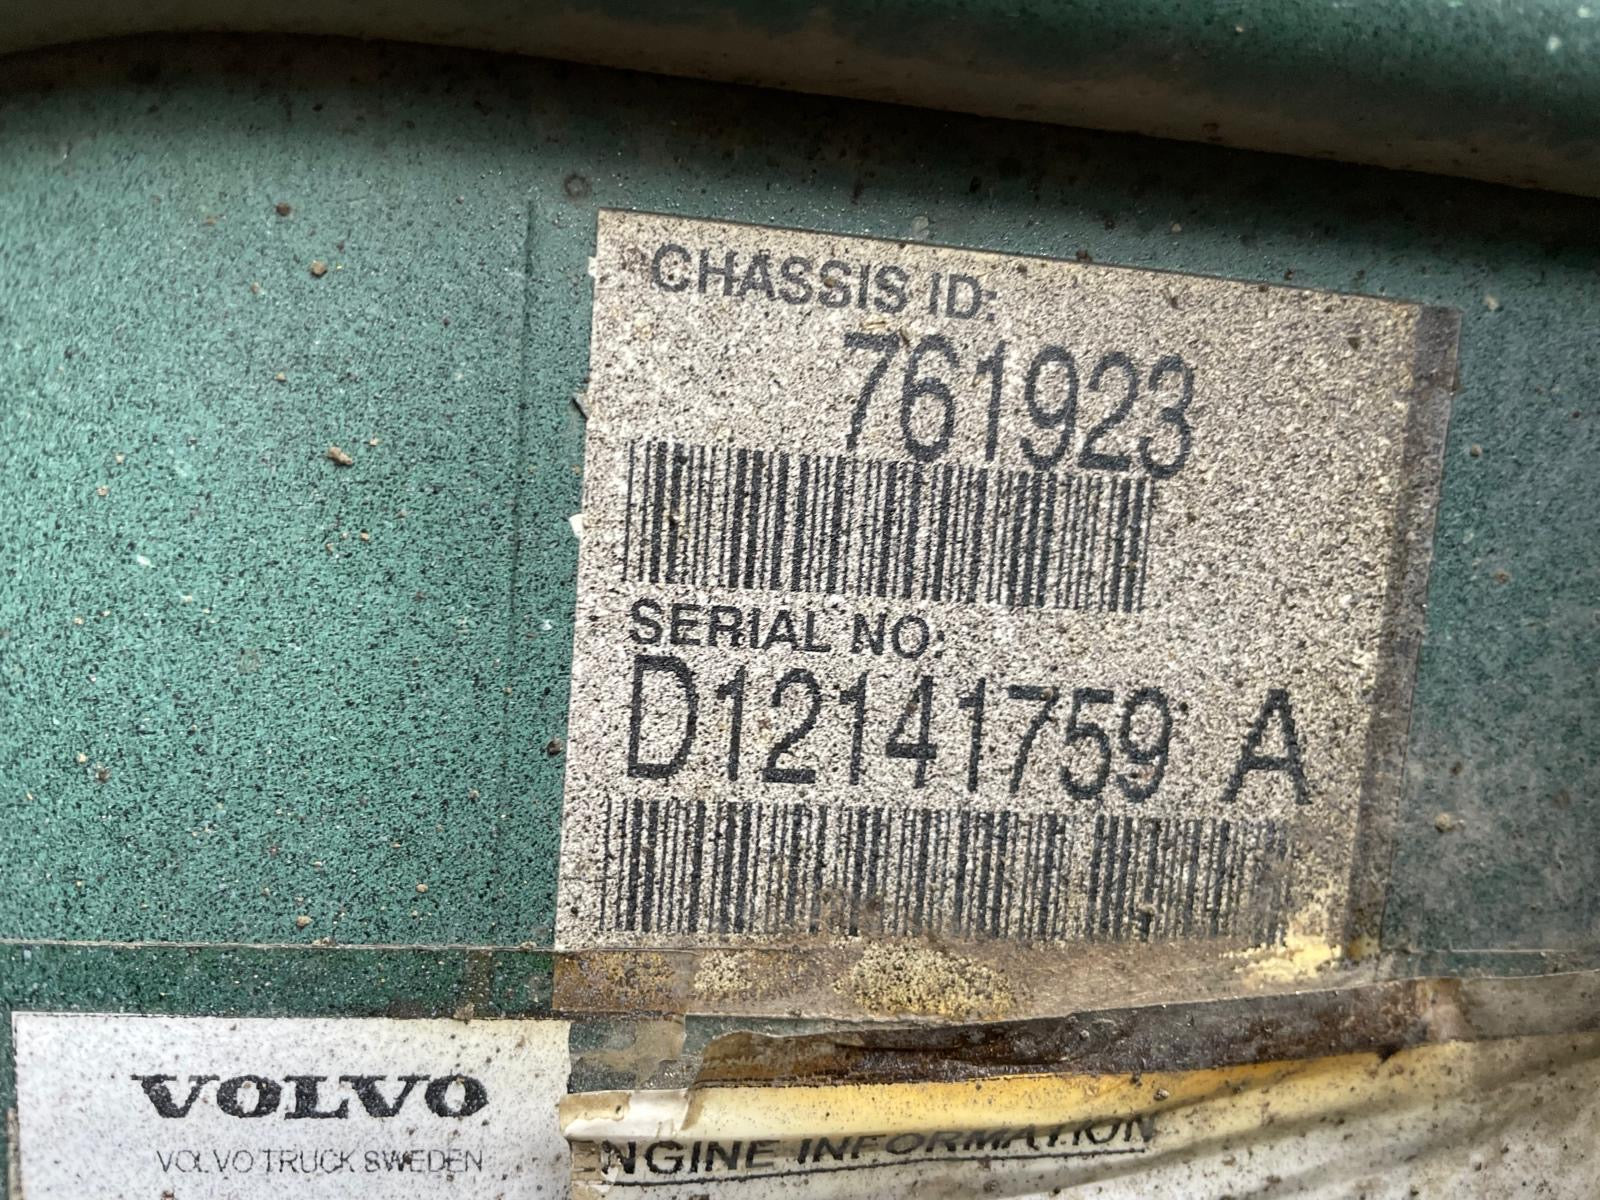 CHASSIS ID:
761923
SERIAL NO:
D12141759 A
VOLVO
VOLVO TRUCK SWEDEN
ENGINE INFORMATION